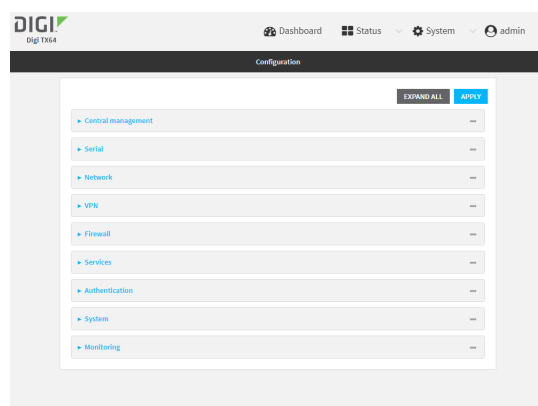 DIGI
Digi TX64
Dashboard Status System admin
Configuration
EXPAND ALL APPLY
Central management
Serial
Network
VPN
Firewall
Services
Authentication
System
Monitoring